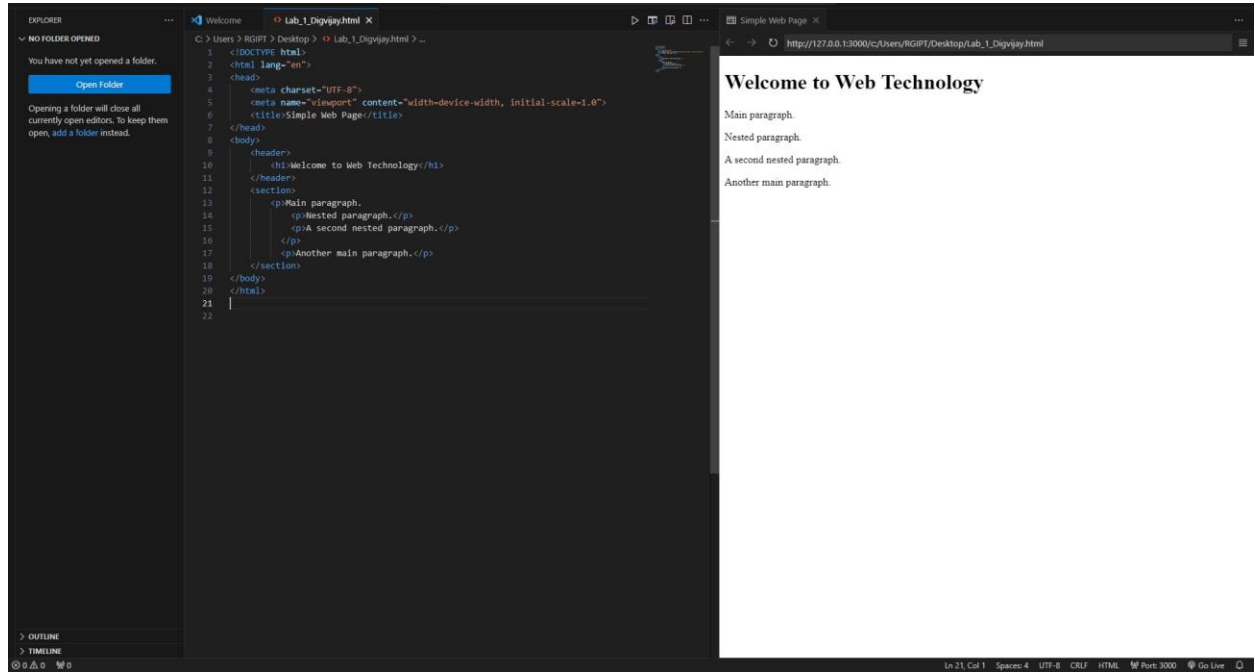 EXPLORER
NO FOLDER OPENED
You have not yet opened a folder.
Open Folder
Opening a folder will close all
currently open editors. To keep them
open, add a folder instead.
OUTLINE
TIMELINE
Welcome
Lab_1_Digvijay.html
C: > Users > RGIPT > Desktop > Lab_1_Digvijay.html > ...
1 <!DOCTYPE html>
2 <html lang="en">
3 <head>
4 <meta charset="UTF-8">
5 <meta name="viewport" content="width=device-width, initial-scale=1.0">
6 <title>Simple Web Page</title>
7 </head>
8 <body>
9 <header>
10 <h1>Welcome to Web Technology</h1>
11 </header>
12 <section>
13 <p>Main paragraph.
14 <p>Nested paragraph.</p>
15 <p>A second nested paragraph.</p>
16 </p>
17 <p>Another main paragraph.</p>
18 </section>
19 </body>
20 </html>
21
22
Simple Web Page
http://127.0.0.1:3000/c:/Users/RGIPT/Desktop/Lab_1_Digvijay.html
Welcome to Web Technology
Main paragraph.
Nested paragraph.
A second nested paragraph.
Another main paragraph.
0 0 0 Ln 21, Col 1 Spaces: 4 UTF-8 CRLF HTML Port: 3000 Go Live